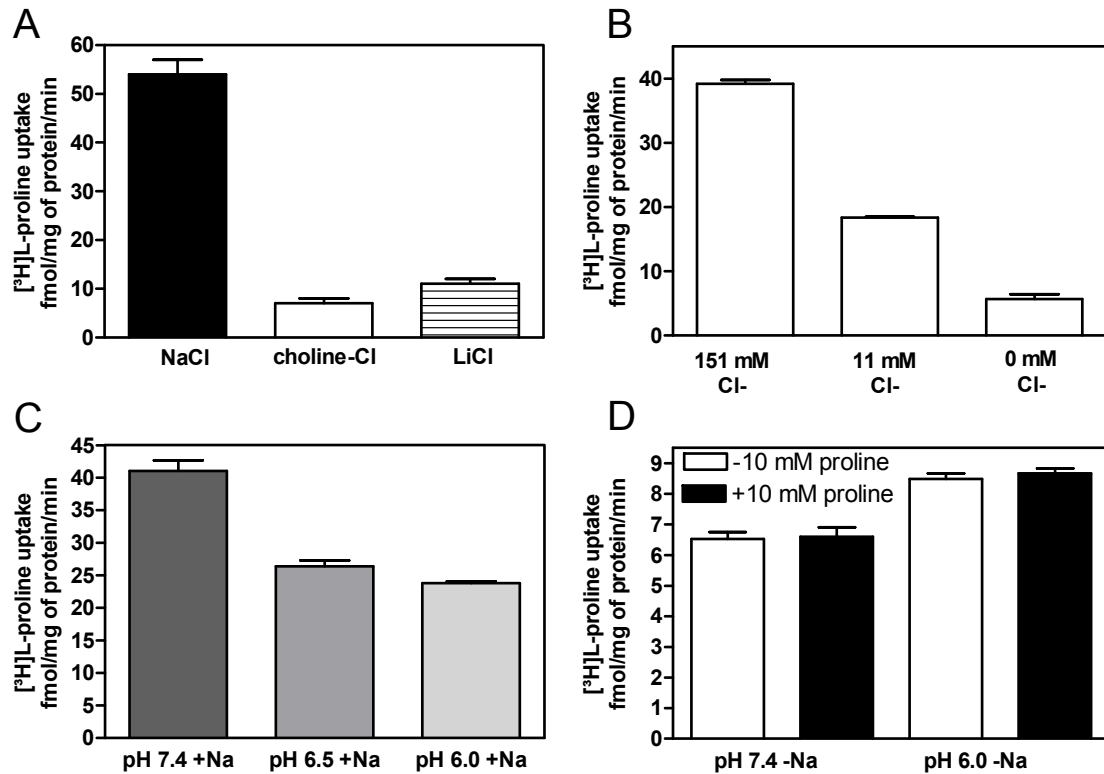 A
[³H]L-proline uptake
fmol/mg of protein/min
60
50
40
30
20
10
0
NaCl choline-Cl LiCl
B
[³H]L-proline uptake
fmol/mg of protein/min
40
30
20
10
0
151 mM 11 mM 0 mM
Cl- Cl- Cl-
C
[³H]L-proline uptake
fmol/mg of protein/min
45
40
35
30
25
20
15
10
5
0
pH 7.4 +Na pH 6.5 +Na pH 6.0 +Na
D
[³H]L-proline uptake
fmol/mg of protein/min
9
8
7
6
5
4
3
2
1
0
-10 mM proline
+10 mM proline
pH 7.4 -Na pH 6.0 -Na